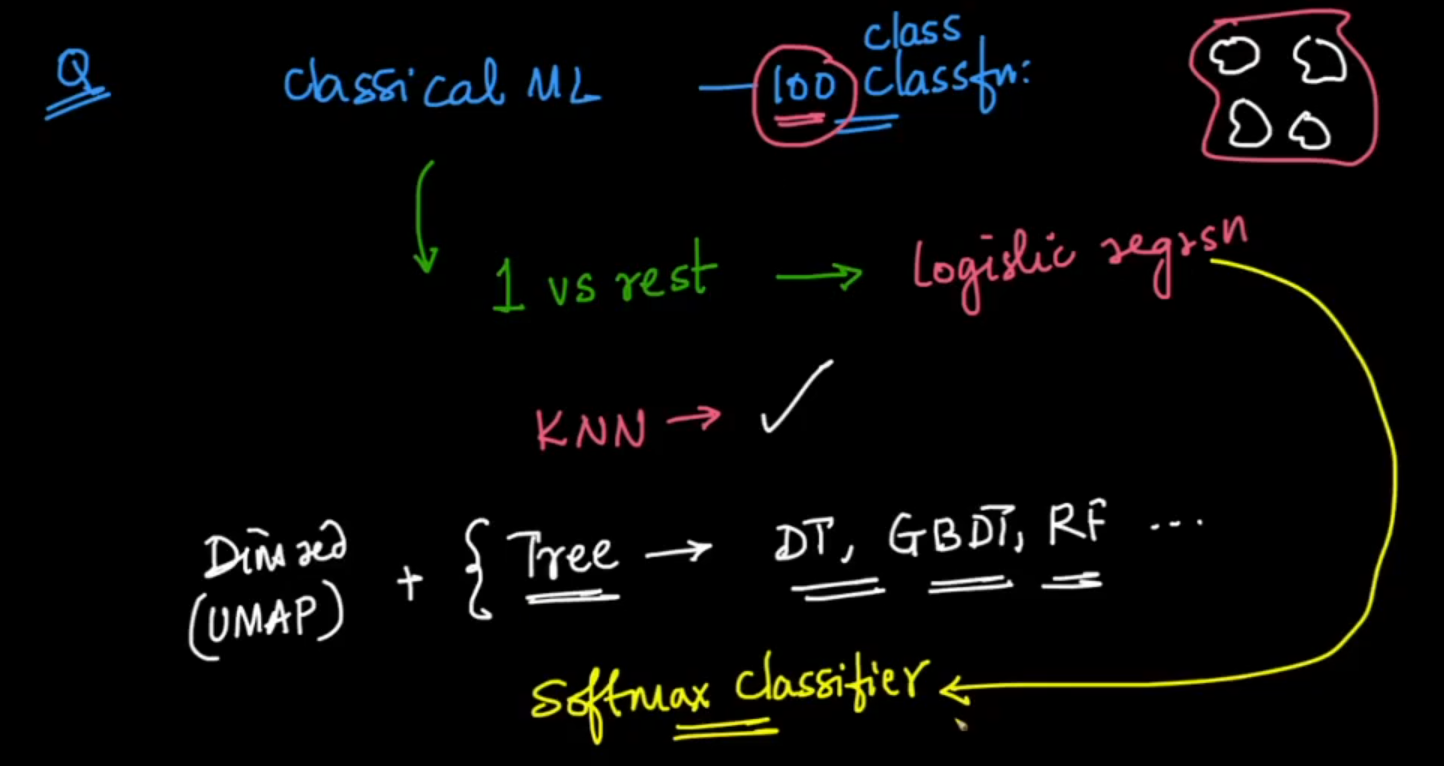 Q classical ML — 100 class classfn:
1 vs rest → Logistic regrsn
KNN → ✓
Dim red (UMAP) + { Tree → DT, GBDT, RF ...
Softmax classifier